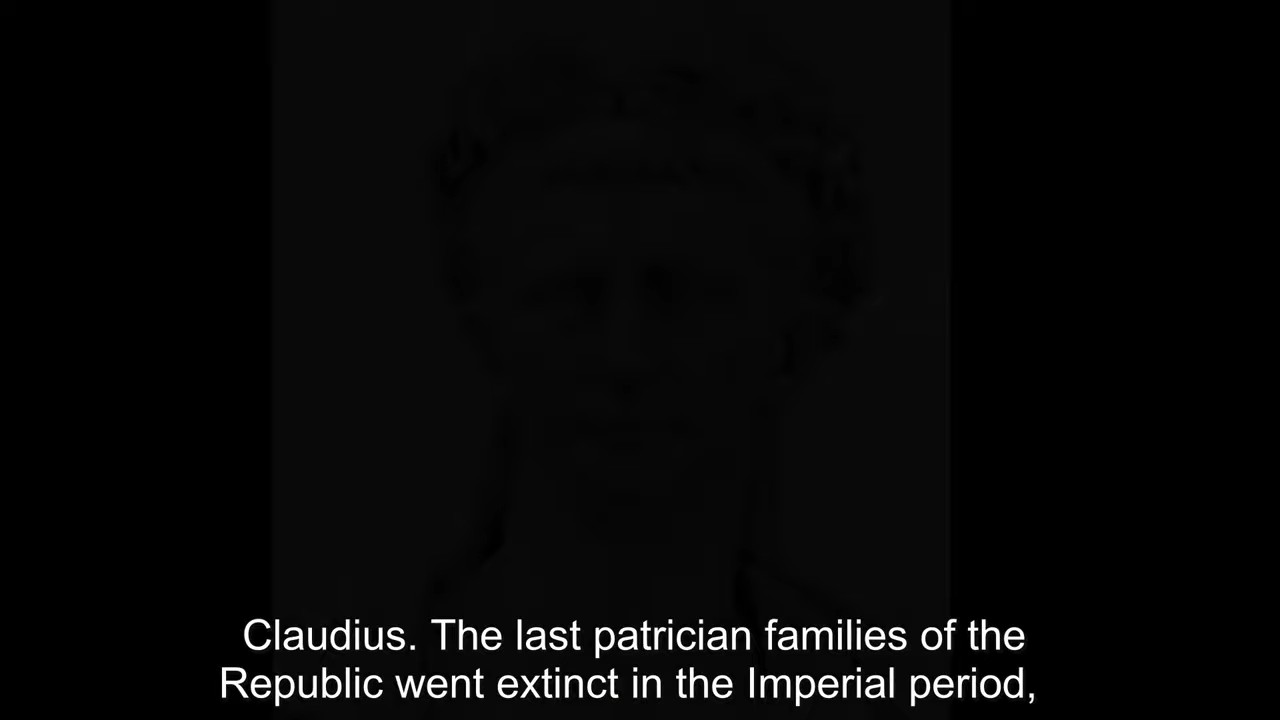 Claudius. The last patrician families of the
Republic went extinct in the Imperial period,